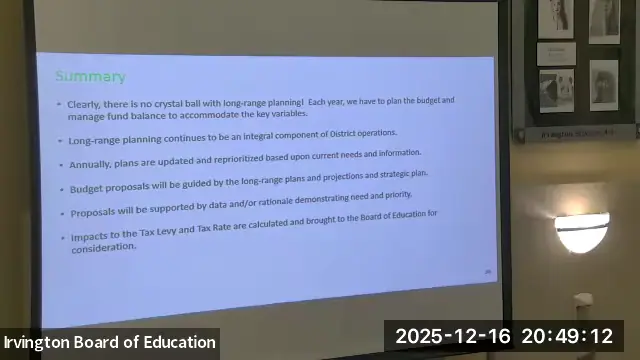 Summary
• Clearly, there is no crystal ball with long-range planning! Each year, we have to plan the budget and
manage fund balance to accommodate the key variables.
• Long-range planning continues to be an integral component of District operations.
• Annually, plans are updated and reprioritized based upon current needs and information.
• Budget proposals will be guided by the long-range plans and projections and strategic plan.
• Proposals will be supported by data and/or rationale demonstrating need and priority.
• Impacts to the Tax Levy and Tax Rate are calculated and brought to the Board of Education for
consideration.
Irvington
Irvington Board of Education
2025-12-16 20:49:12